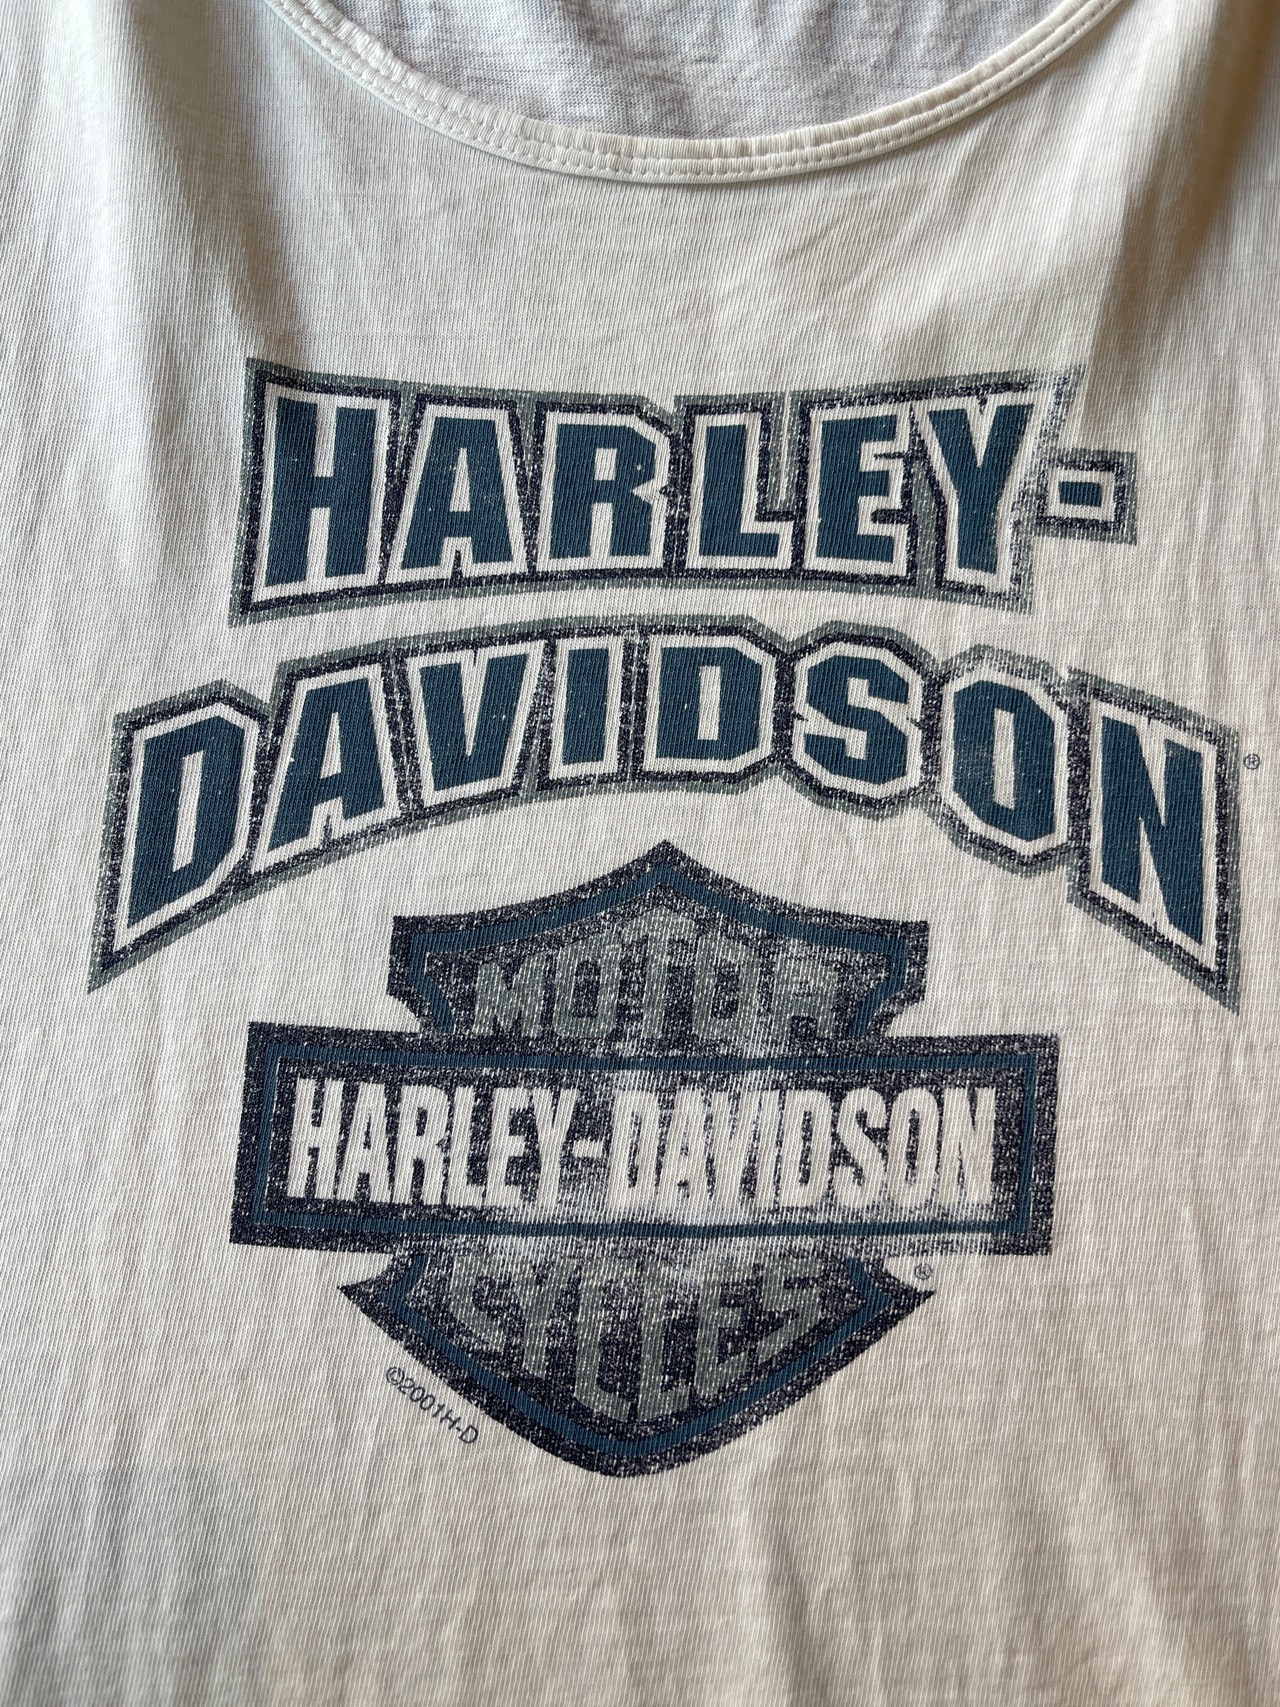 HARLEY-
DAVIDSON®
MOTOR
HARLEY-DAVIDSON
CYCLES®
©2001H-D